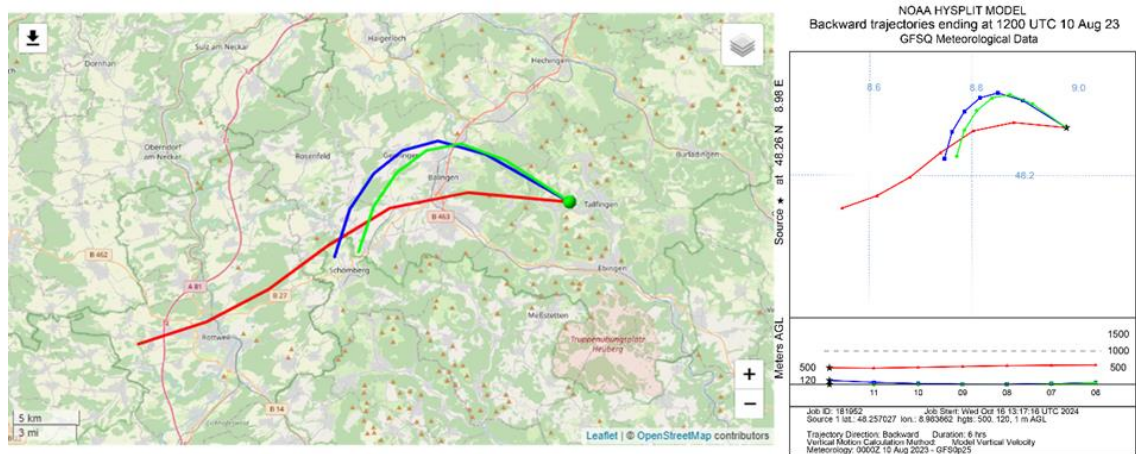 Sulz am Neckar
Haigerloch
Dornhan
Hechingen
Oberndorf
am Neckar
Rosenfeld
Burladingen
Balingen
Tailfingen
B 463
B 462
Schömberg
Ebingen
A 81
B 27
Meßstetten
Rottweil
Truppenübungsplatz
Heuberg
B 14
5 km
3 mi
+
−
Leaflet | © OpenStreetMap contributors
NOAA HYSPLIT MODEL
Backward trajectories ending at 1200 UTC 10 Aug 23
GFSQ Meteorological Data
Source ★ at 48.26 N 8.98 E
8.6
8.8
9.0
48.2
Meters AGL
1500
1000
500
500
120
11
10
09
08
07
06
Job ID: 181952 Job Start: Wed Oct 16 13:17:16 UTC 2024
Source 1 lat.: 48.257027 lon.: 8.983862 hgts: 500, 120, 1 m AGL
Trajectory Direction: Backward Duration: 6 hrs
Vertical Motion Calculation Method: Model Vertical Velocity
Meteorology: 0000Z 10 Aug 2023 - GFS0p25